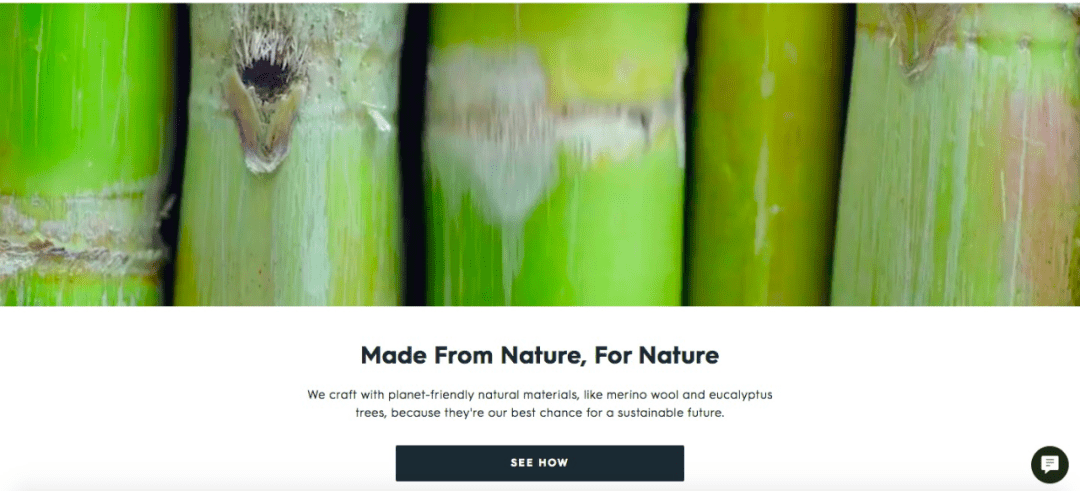 Made From Nature, For Nature
We craft with planet-friendly natural materials, like merino wool and eucalyptus
trees, because they're our best chance for a sustainable future.
SEE HOW